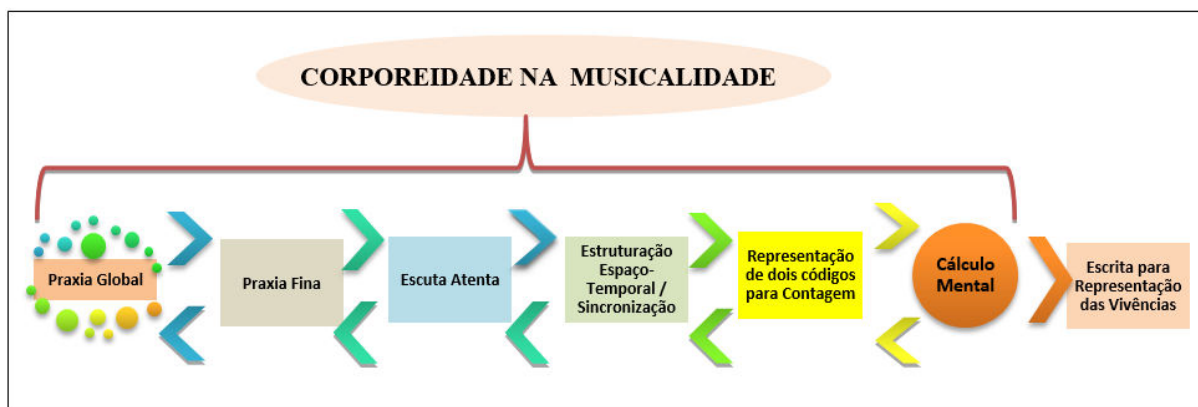 CORPOREIDADE NA MUSICALIDADE
Praxia Global
Praxia Fina
Escuta Atenta
Estruturação
Espaço-
Temporal /
Sincronização
Representação
de dois códigos
para Contagem
Cálculo
Mental
Escrita para
Representação
das Vivências